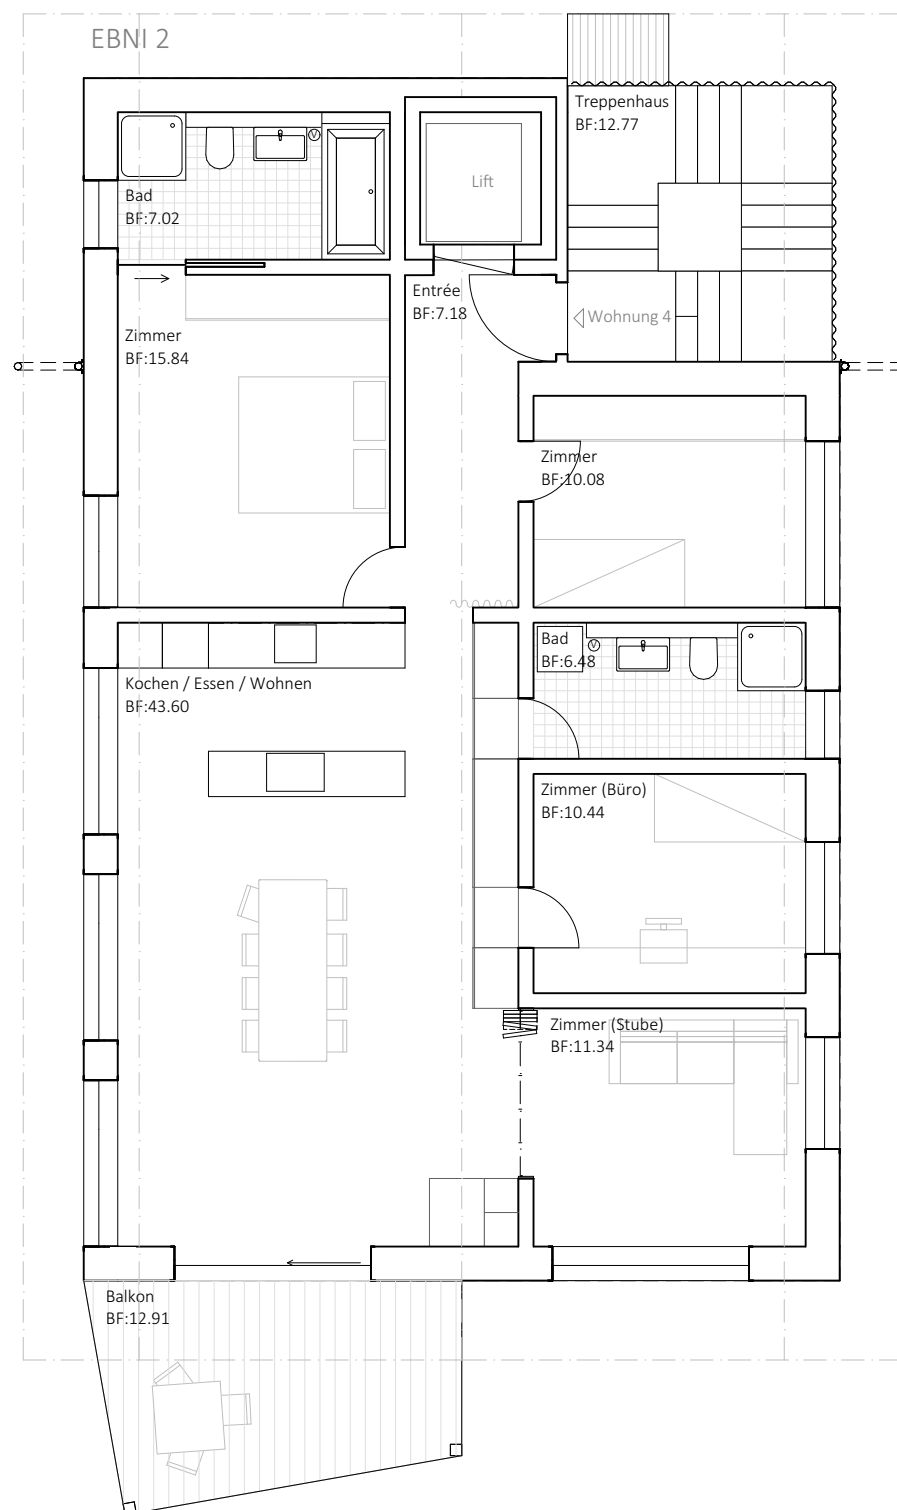 EBNI 2
Treppenhaus
BF:12.77
Lift
Bad
BF:7.02
Entrée
BF:7.18
Wohnung 4
Zimmer
BF:15.84
Zimmer
BF:10.08
Bad
BF:6.48
V
V
Kochen / Essen / Wohnen
BF:43.60
Zimmer (Büro)
BF:10.44
Zimmer (Stube)
BF:11.34
Balkon
BF:12.91